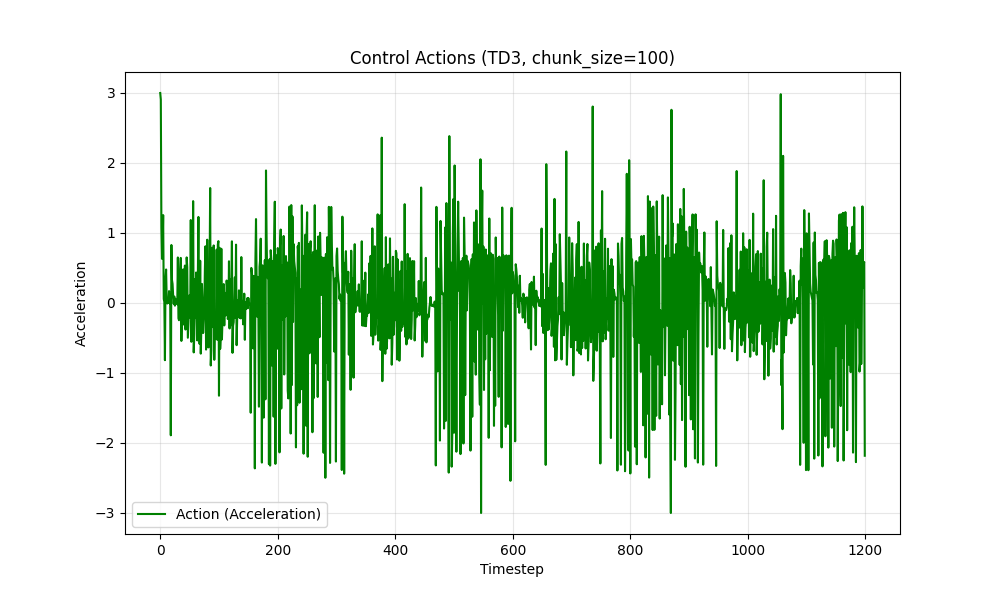 Control Actions (TD3, chunk_size=100)
3
2
1
0
−1
−2
−3
Acceleration
Action (Acceleration)
0 200 400 600 800 1000 1200
Timestep